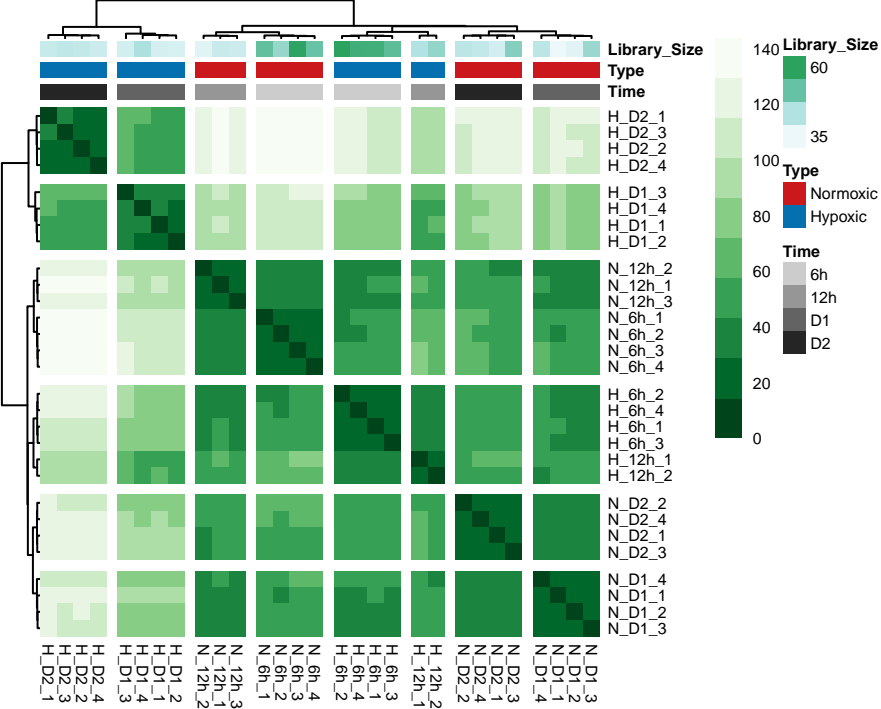 Library_Size
Type
Time
H_D2_1
H_D2_3
H_D2_2
H_D2_4
H_D1_3
H_D1_4
H_D1_1
H_D1_2
N_12h_2
N_12h_1
N_12h_3
N_6h_1
N_6h_2
N_6h_3
N_6h_4
H_6h_2
H_6h_4
H_6h_1
H_6h_3
H_12h_1
H_12h_2
N_D2_2
N_D2_4
N_D2_1
N_D2_3
N_D1_4
N_D1_1
N_D1_2
N_D1_3
H_D2_1
H_D2_3
H_D2_2
H_D2_4
H_D1_3
H_D1_4
H_D1_1
H_D1_2
N_12h_2
N_12h_1
N_12h_3
N_6h_1
N_6h_2
N_6h_3
N_6h_4
H_6h_2
H_6h_4
H_6h_1
H_6h_3
H_12h_1
H_12h_2
N_D2_2
N_D2_4
N_D2_1
N_D2_3
N_D1_4
N_D1_1
N_D1_2
N_D1_3
140
120
100
80
60
40
20
0
Library_Size
60
35
Type
Normoxic
Hypoxic
Time
6h
12h
D1
D2